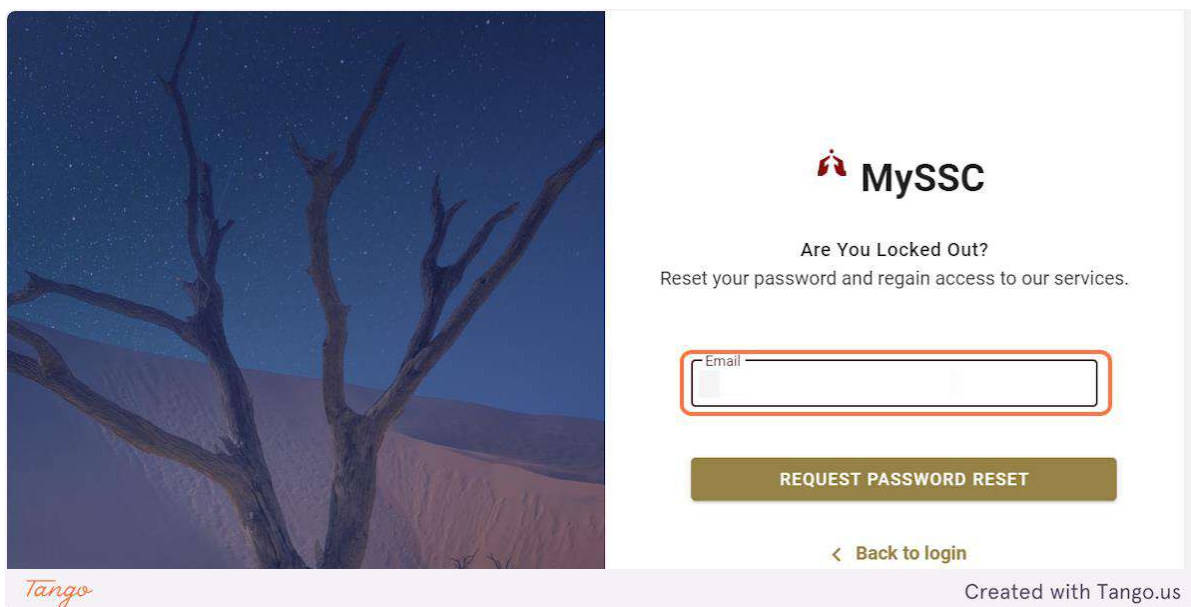 MySSC
Are You Locked Out?
Reset your password and regain access to our services.
Email
REQUEST PASSWORD RESET
Back to login
Tango
Created with Tango.us